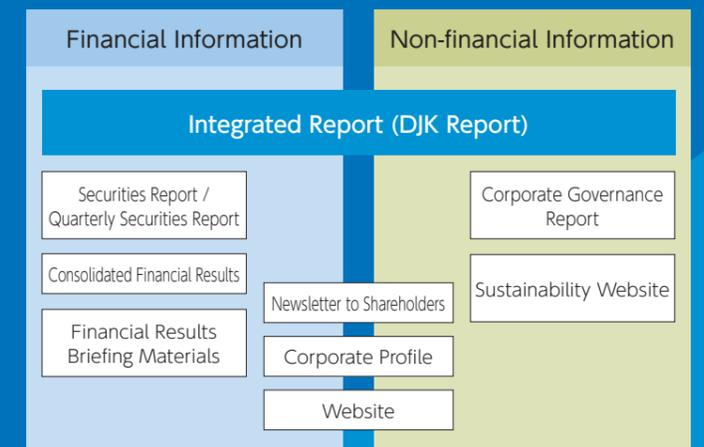 Financial Information
Non-financial Information
Integrated Report (DJK Report)
Securities Report /
Quarterly Securities Report
Consolidated Financial Results
Financial Results
Briefing Materials
Newsletter to Shareholders
Corporate Profile
Website
Corporate Governance
Report
Sustainability Website